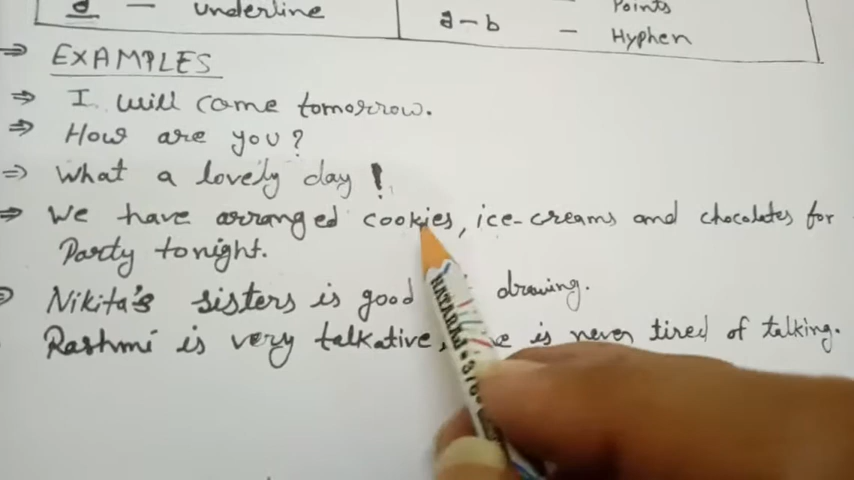 a — underline
Points
a-b — Hyphen
⇒ EXAMPLES
⇒ I will come tomorrow.
⇒ How are you?
⇒ What a lovely day!
⇒ We have arranged cookies, ice-creams and chocolates for
Party tonight.
Nikita's sisters is good drawing.
Rashmi is very talkative, is never tired of talking.
NATARAJ